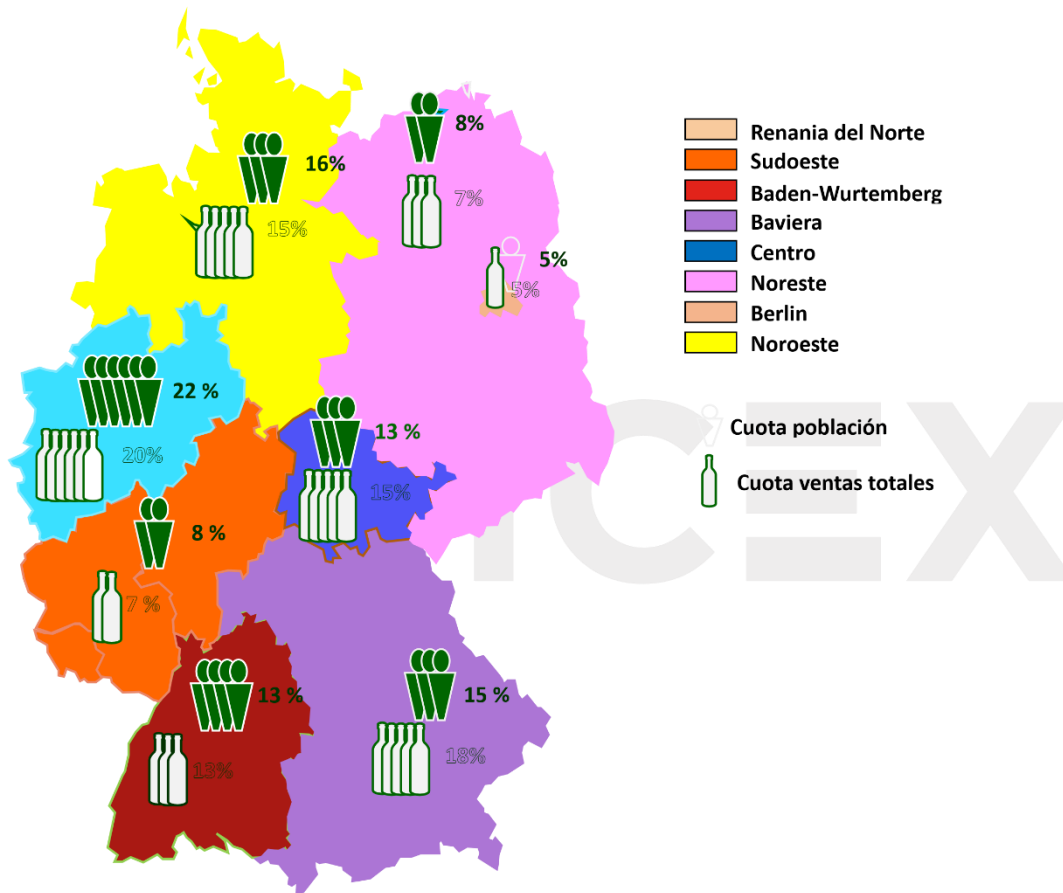 8%
16%
7%
15%
5%
5%
22 %
13 %
20%
15%
8 %
7 %
13 %
15 %
18%
13%
Renania del Norte
Sudoeste
Baden-Wurtemberg
Baviera
Centro
Noreste
Berlin
Noroeste
Cuota población
Cuota ventas totales
ICEX